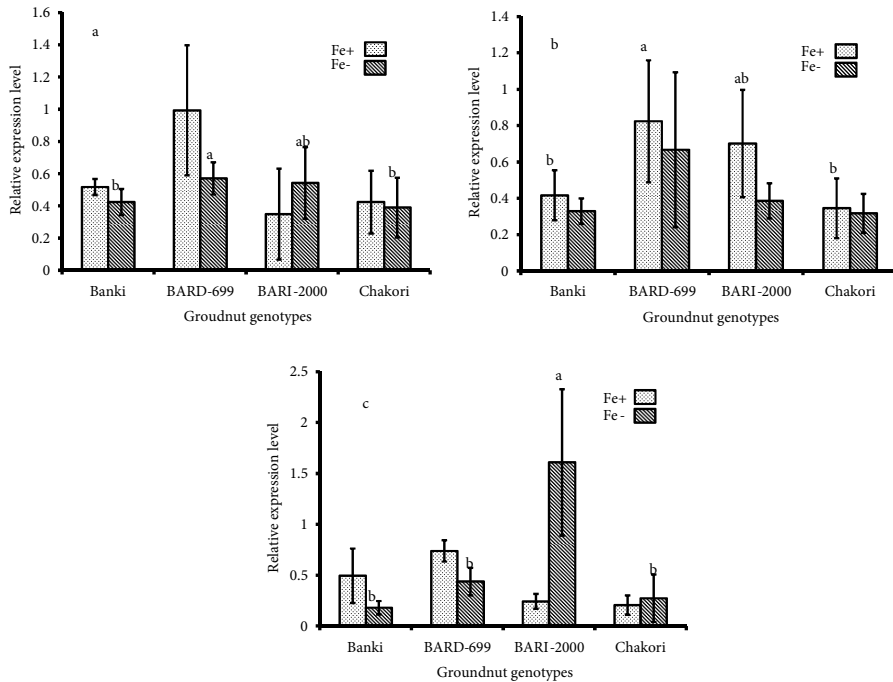 1.6
1.4
1.2
1
0.8
0.6
0.4
0.2
0
Relative expression level
a
Fe+
Fe-
b
a
ab
b
Banki BARD-699 BARI-2000 Chakori
Groudnut genotypes
1.4
1.2
1
0.8
0.6
0.4
0.2
0
Relative expression level
b
Fe+
Fe-
b
a
ab
b
Banki BARD-699 BARI-2000 Chakori
Groundnut genotypes
2.5
2
1.5
1
0.5
0
Relative expression level
c
Fe+
Fe-
b
b
a
b
Banki BARD-699 BARI-2000 Chakori
Groundnut genotypes